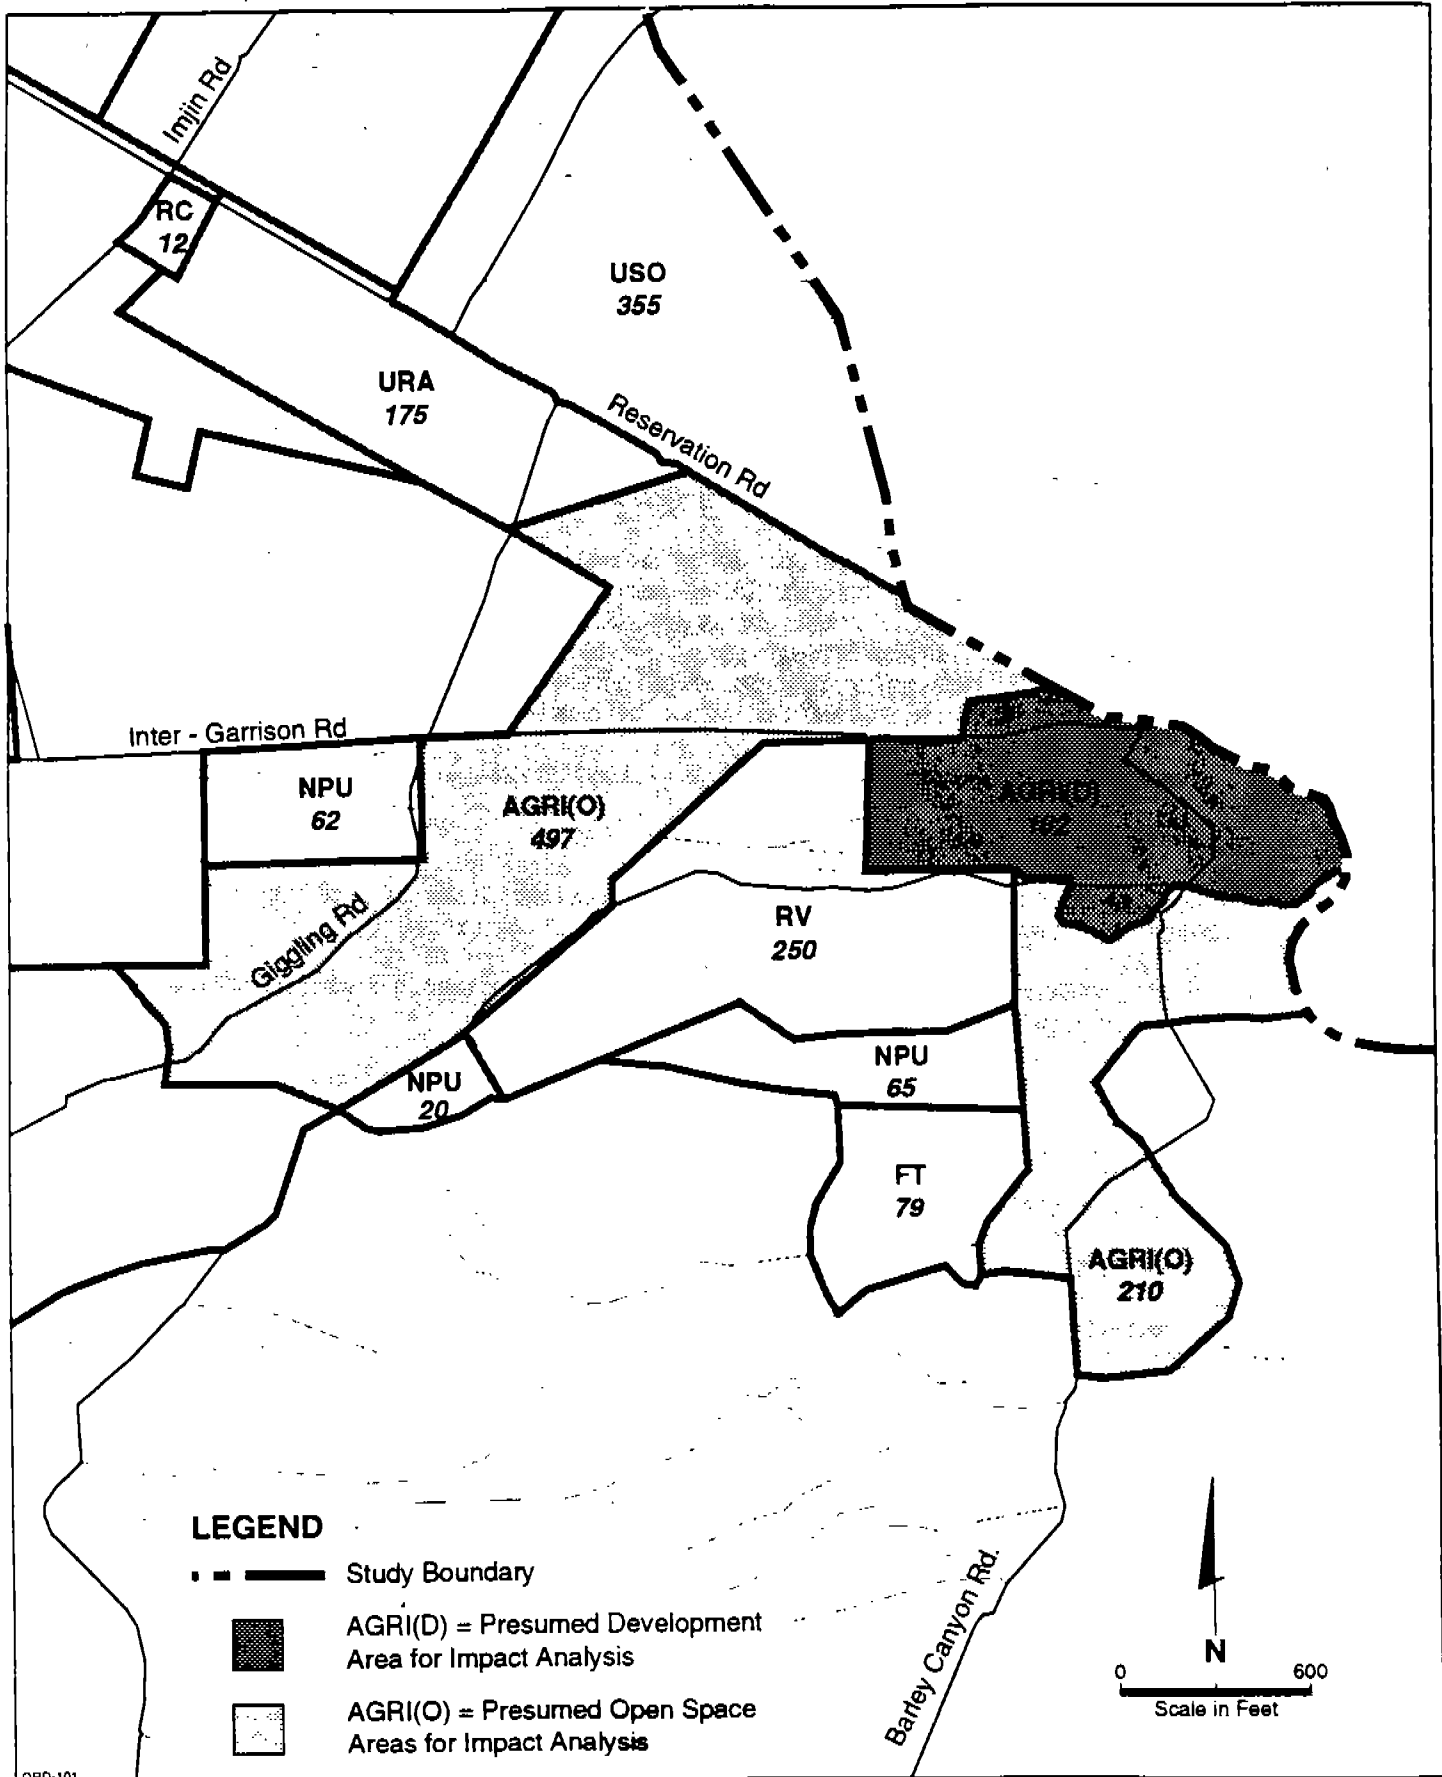 Imjin Rd
RC
12
USO
355
URA
175
Reservation Rd
Inter - Garrison Rd
NPU
62
AGRI(O)
497
AGRI(D)
Giggling Rd
RV
250
NPU
65
NPU
20
FT
79
AGRI(O)
210
LEGEND
Study Boundary
AGRI(D) = Presumed Development
Area for Impact Analysis
AGRI(O) = Presumed Open Space
Areas for Impact Analysis
Barley Canyon Rd.
N
0 600
Scale in Feet